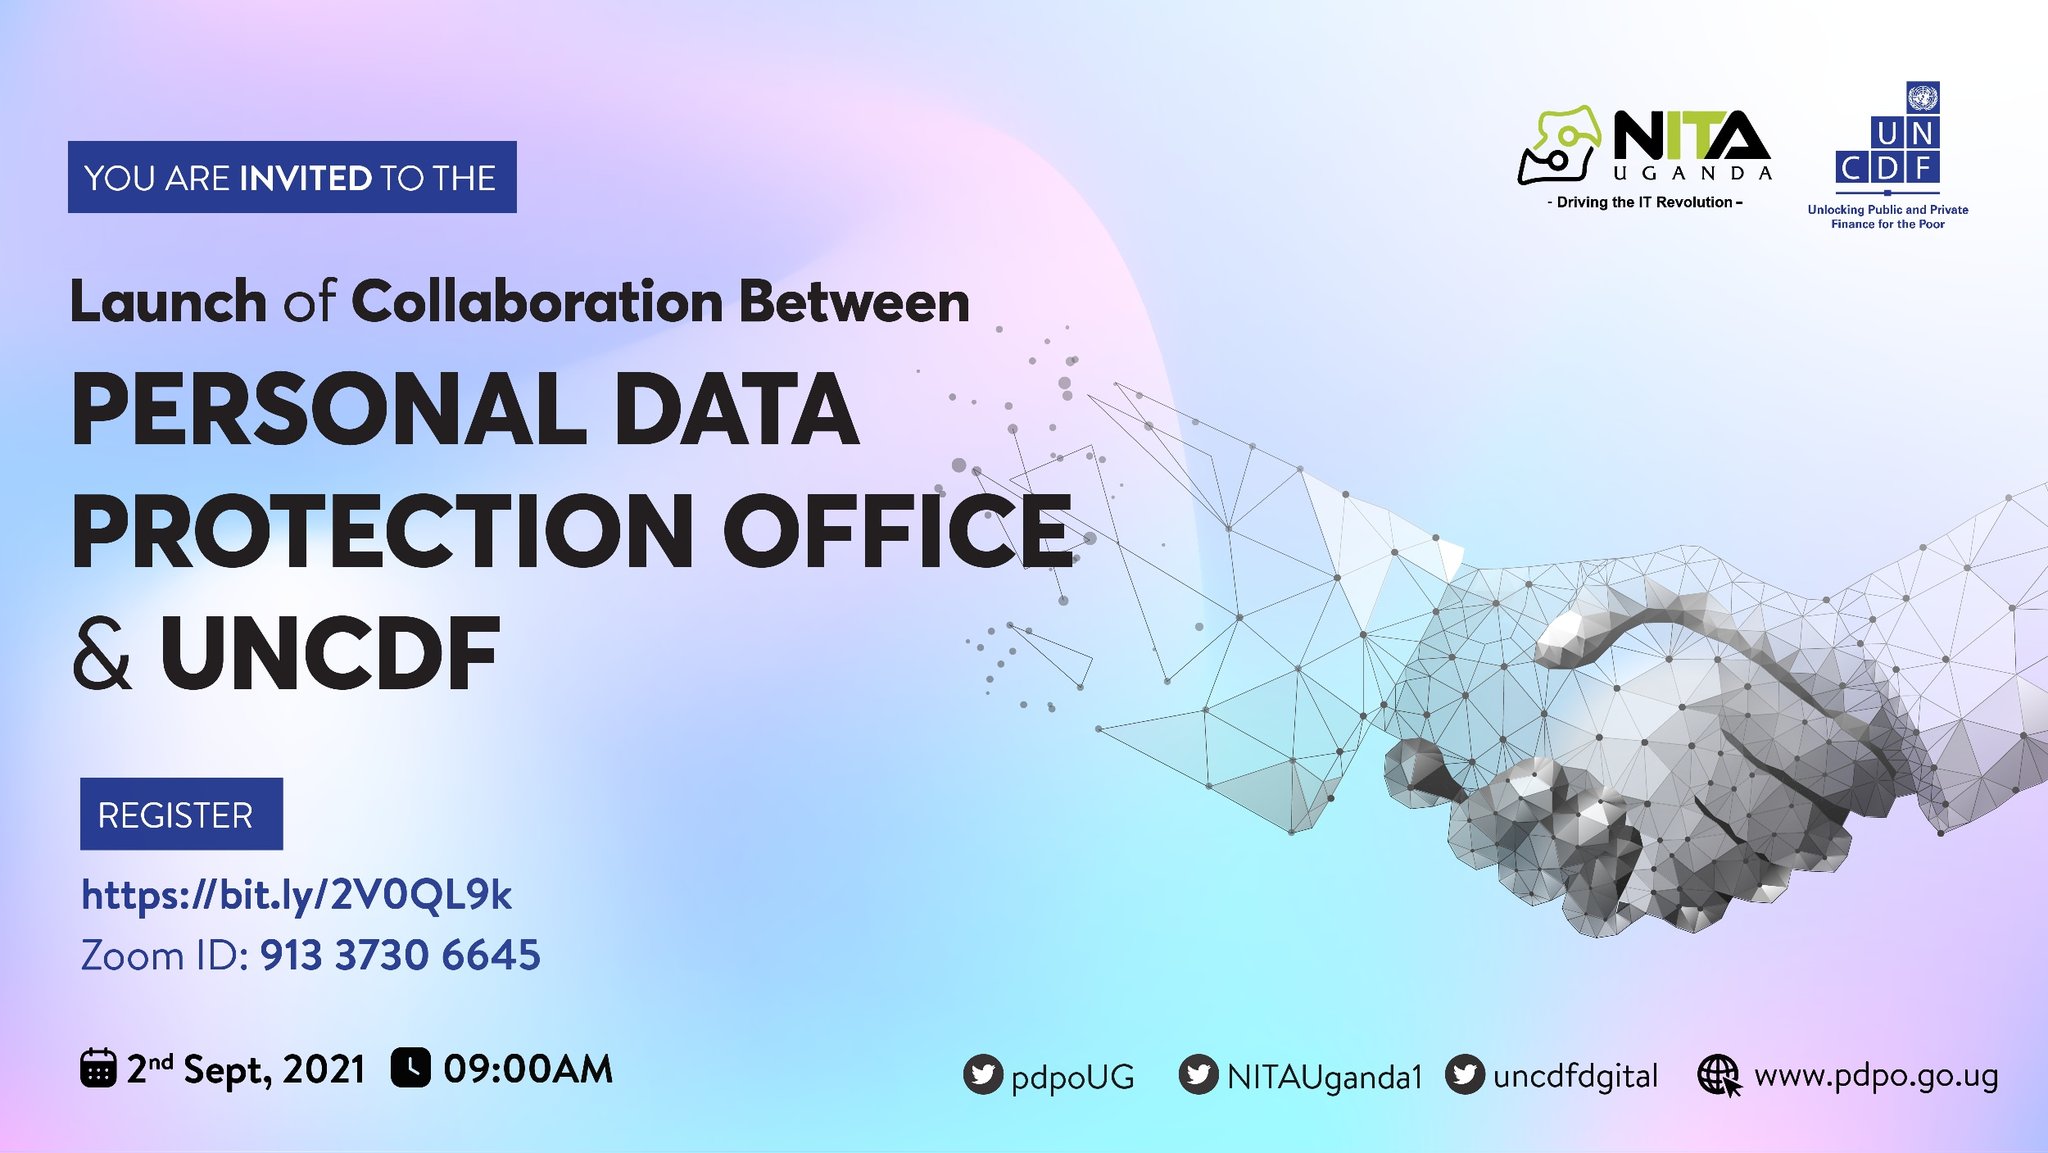 YOU ARE INVITED TO THE
NITA
UGANDA
- Driving the IT Revolution -
UN
CDF
Unlocking Public and Private
Finance for the Poor
Launch of Collaboration Between
PERSONAL DATA
PROTECTION OFFICE
& UNCDF
REGISTER
https://bit.ly/2V0QL9k
Zoom ID: 913 3730 6645
2nd Sept, 2021 09:00AM
pdpoUG NITAUganda1 uncdfdgital www.pdpo.go.ug